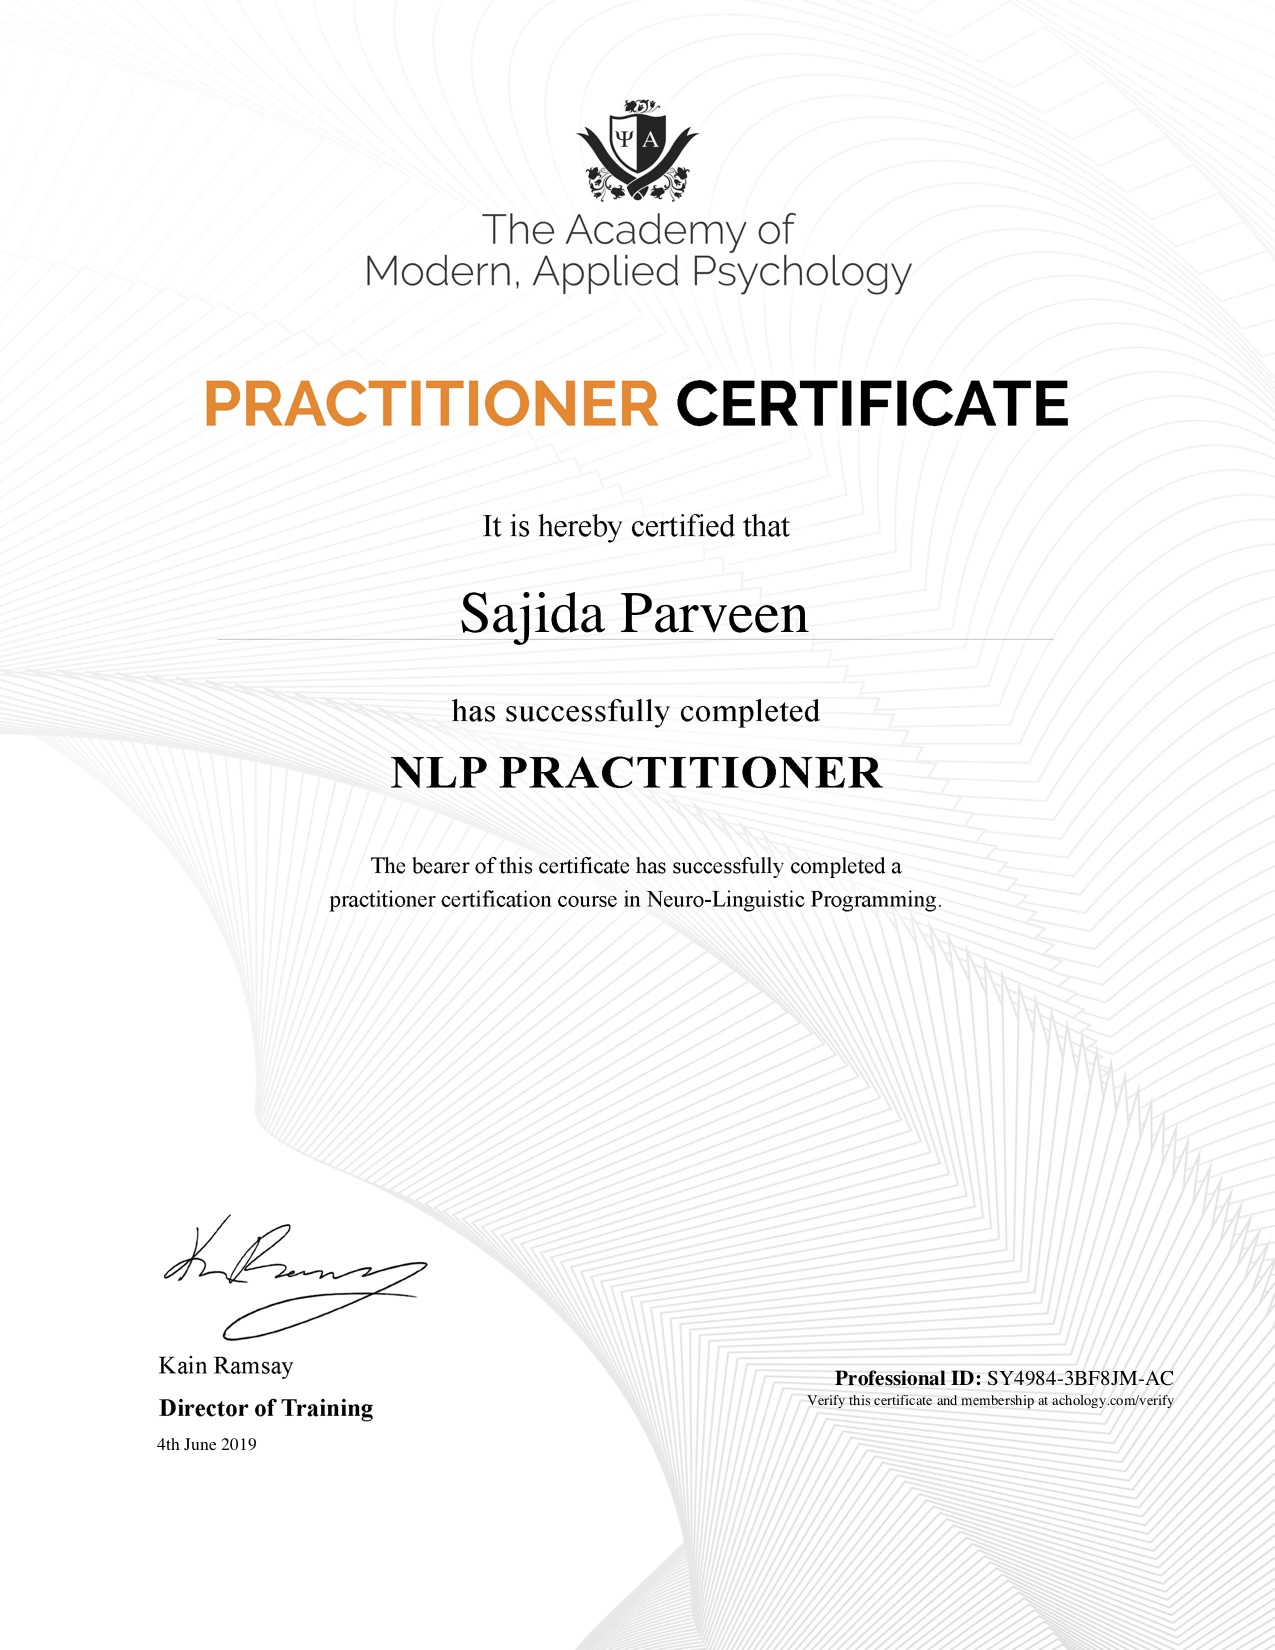 Ψ A
The Academy of
Modern, Applied Psychology
PRACTITIONER CERTIFICATE
It is hereby certified that
Sajida Parveen
has successfully completed
NLP PRACTITIONER
The bearer of this certificate has successfully completed a
practitioner certification course in Neuro-Linguistic Programming.
Kain Ramsay
Director of Training
4th June 2019
Professional ID: SY4984-3BF8JM-AC
Verify this certificate and membership at achology.com/verify